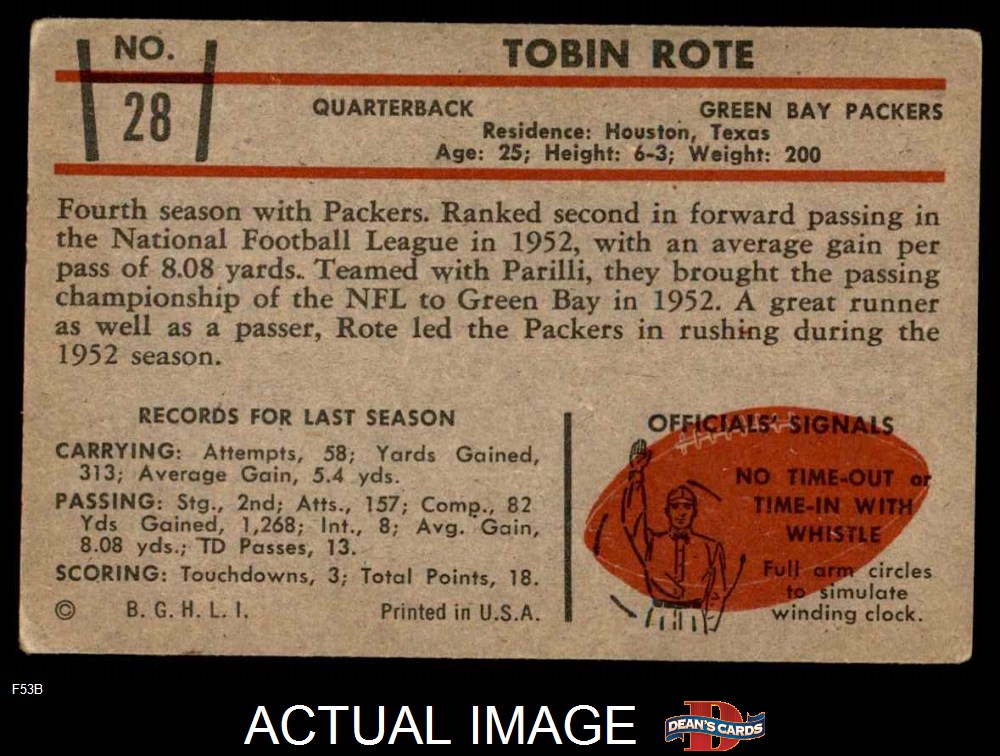 NO.
28
TOBIN ROTE
QUARTERBACK GREEN BAY PACKERS
Residence: Houston, Texas
Age: 25; Height: 6-3; Weight: 200
Fourth season with Packers. Ranked second in forward passing in
the National Football League in 1952, with an average gain per
pass of 8.08 yards.. Teamed with Parilli, they brought the passing
championship of the NFL to Green Bay in 1952. A great runner
as well as a passer, Rote led the Packers in rushing during the
1952 season.
RECORDS FOR LAST SEASON
CARRYING: Attempts, 58; Yards Gained,
313; Average Gain, 5.4 yds.
PASSING: Stg., 2nd; Atts., 157; Comp., 82
Yds Gained, 1,268; Int., 8; Avg. Gain,
8.08 yds.; TD Passes, 13.
SCORING: Touchdowns, 3; Total Points, 18.
© B. G. H. L. I. Printed in U.S.A.
OFFICIALS' SIGNALS
NO TIME-OUT or
TIME-IN WITH
WHISTLE
Full arm circles
to simulate
winding clock.
F53B
ACTUAL IMAGE
D
DEAN'S CARDS